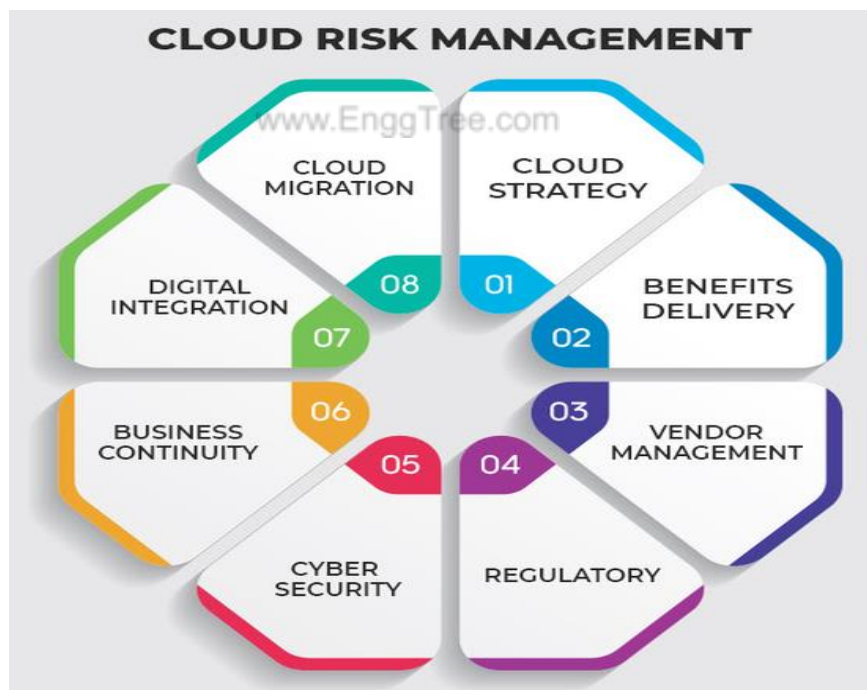 CLOUD RISK MANAGEMENT
www.EnggTree.com
CLOUD
STRATEGY
01
BENEFITS
DELIVERY
02
03
VENDOR
MANAGEMENT
04
REGULATORY
05
CYBER
SECURITY
06
BUSINESS
CONTINUITY
DIGITAL
INTEGRATION
07
CLOUD
MIGRATION
08